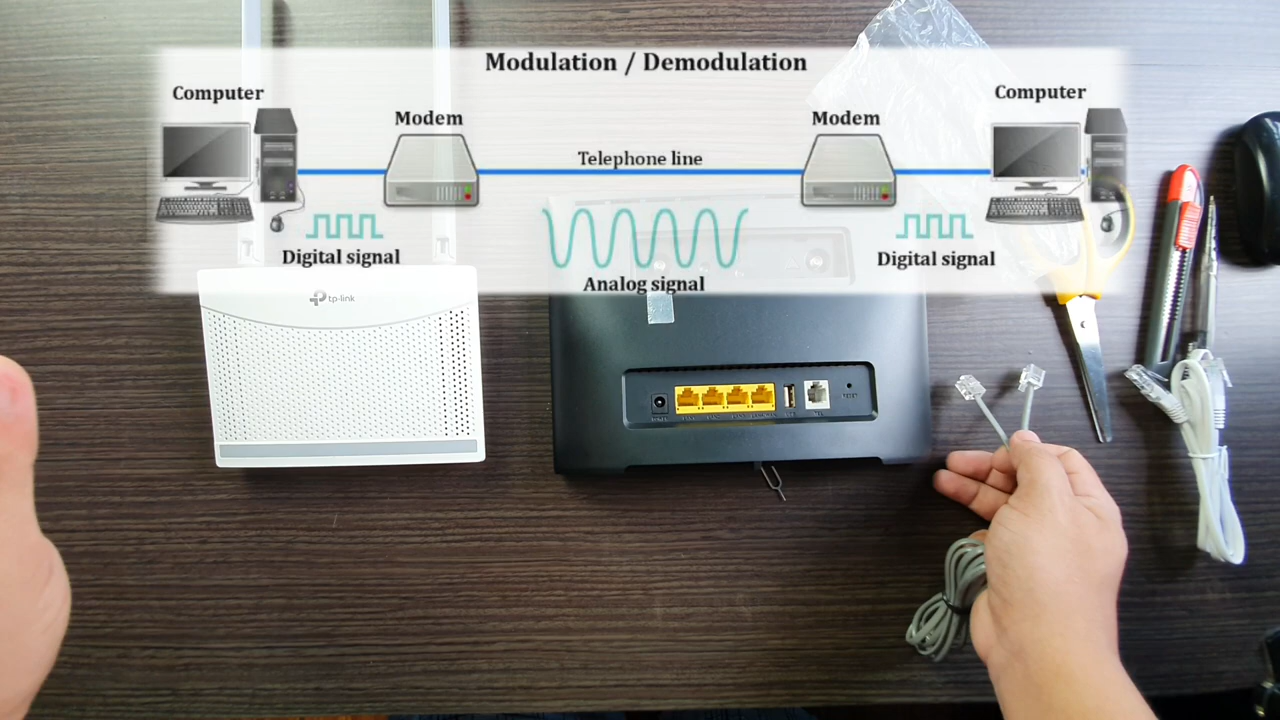 Modulation / Demodulation
Computer
Computer
Modem
Modem
Telephone line
Digital signal
Digital signal
Analog signal
tp-link